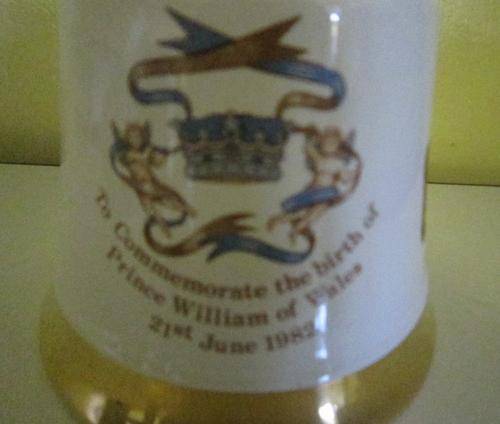 To Commemorate the birth of
Prince William of Wales
21st June 1982